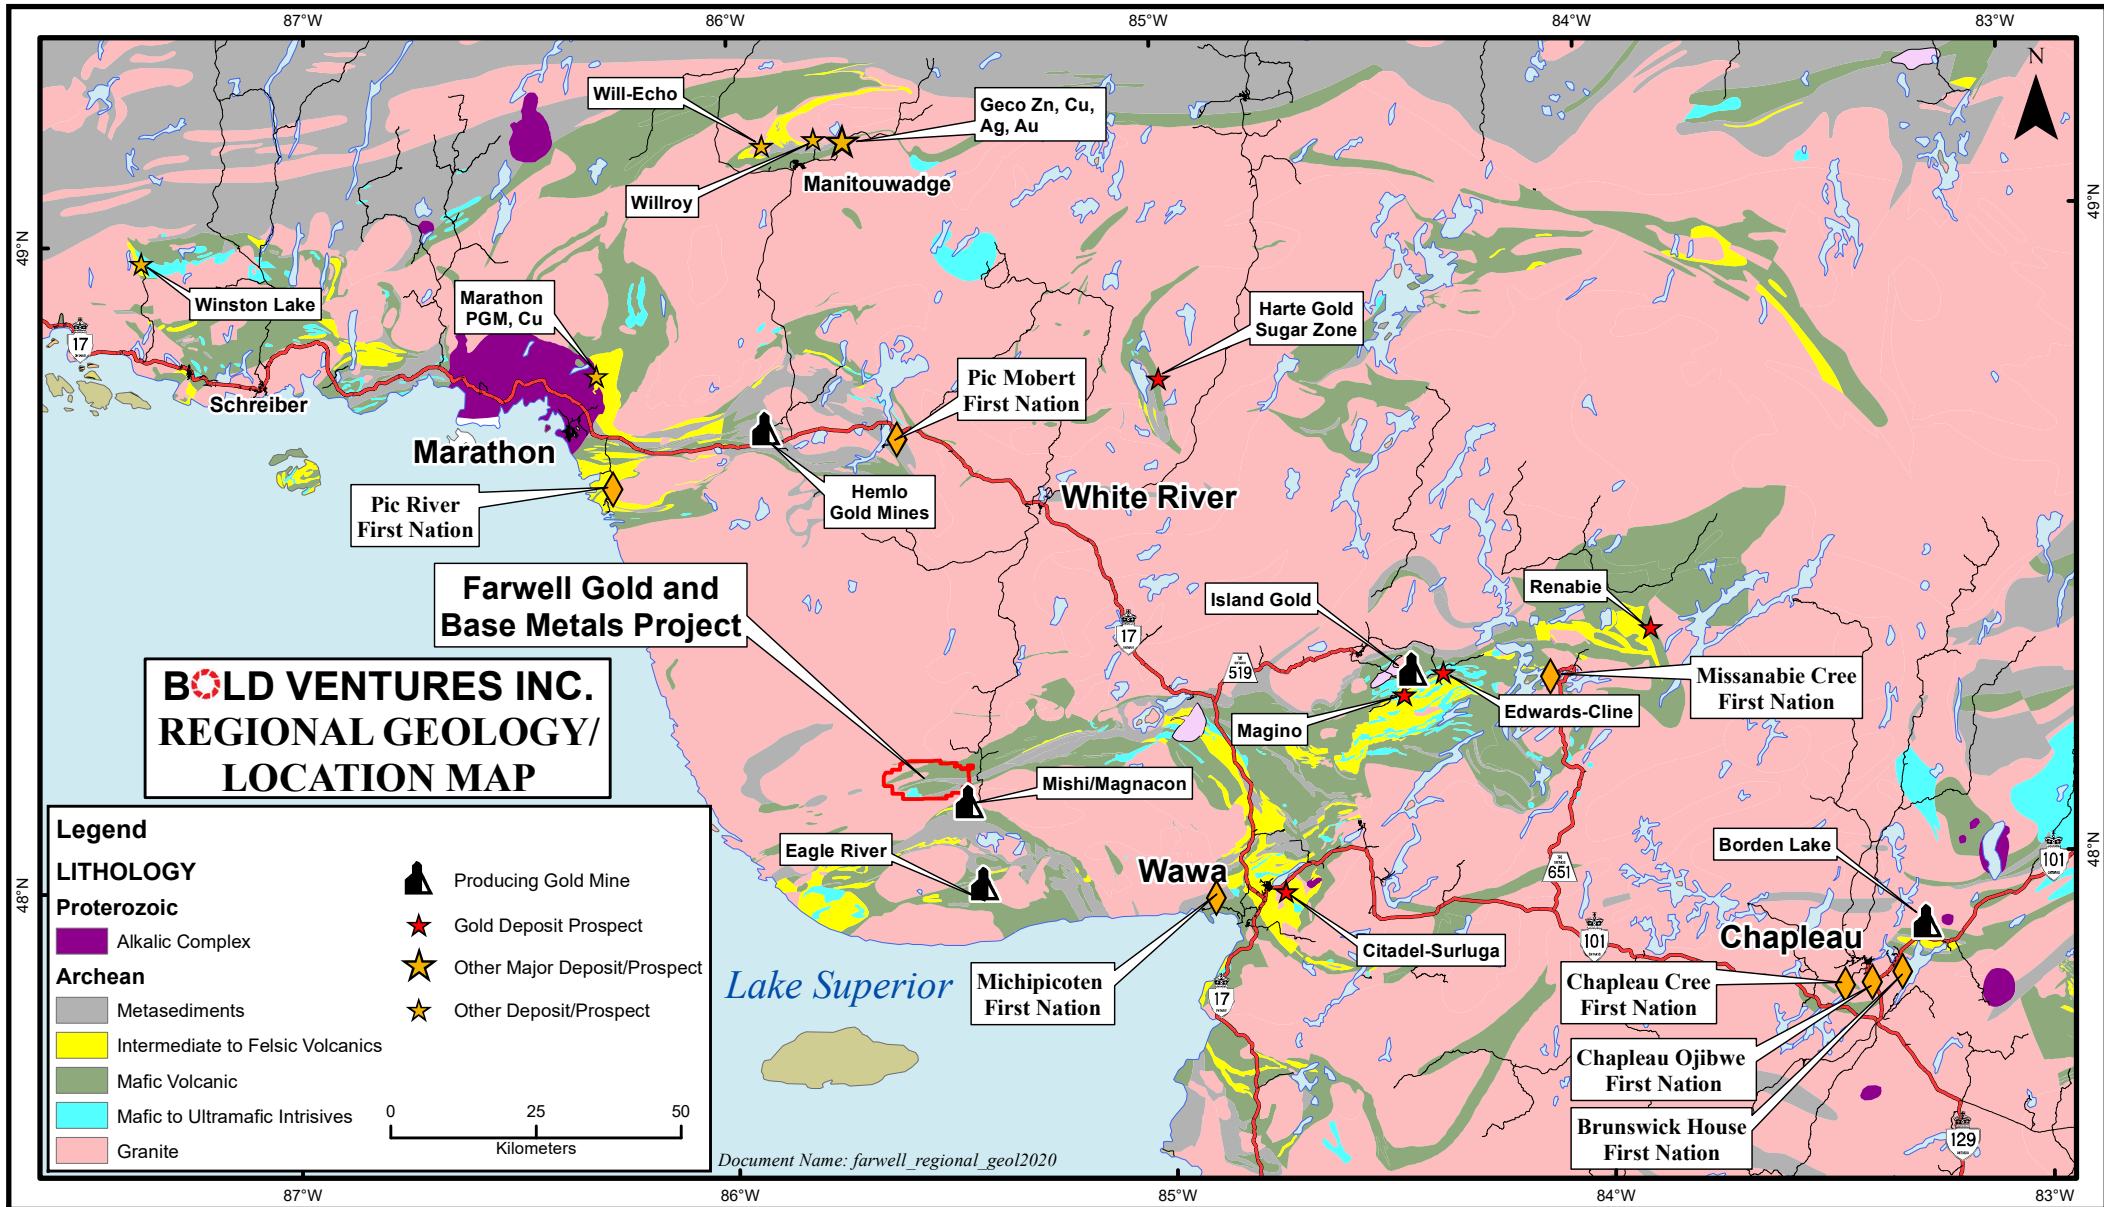 87°W
86°W
85°W
84°W
83°W
N
Will-Echo
Geco Zn, Cu,
Ag, Au
Willroy
Manitouwadge
49°N
49°N
Winston Lake
Marathon
PGM, Cu
Harte Gold
Sugar Zone
17
Schreiber
Pic Mobert
First Nation
Marathon
Pic River
First Nation
Hemlo
Gold Mines
White River
Farwell Gold and
Base Metals Project
Island Gold
Renabie
17
519
Missanabie Cree
First Nation
Edwards-Cline
Magino
BOLD VENTURES INC.
REGIONAL GEOLOGY/
LOCATION MAP
Mishi/Magnacon
Eagle River
Wawa
Borden Lake
651
101
48°N
48°N
Chapleau
101
Citadel-Surluga
Michipicoten
First Nation
17
Lake Superior
Chapleau Cree
First Nation
Chapleau Ojibwe
First Nation
Brunswick House
First Nation
129
Legend
LITHOLOGY
Proterozoic
Alkalic Complex
Archean
Metasediments
Intermediate to Felsic Volcanics
Mafic Volcanic
Mafic to Ultramafic Intrisives
Granite
Producing Gold Mine
Gold Deposit Prospect
Other Major Deposit/Prospect
Other Deposit/Prospect
0 25 50
Kilometers
Document Name: farwell_regional_geol2020
87°W
86°W
85°W
84°W
83°W